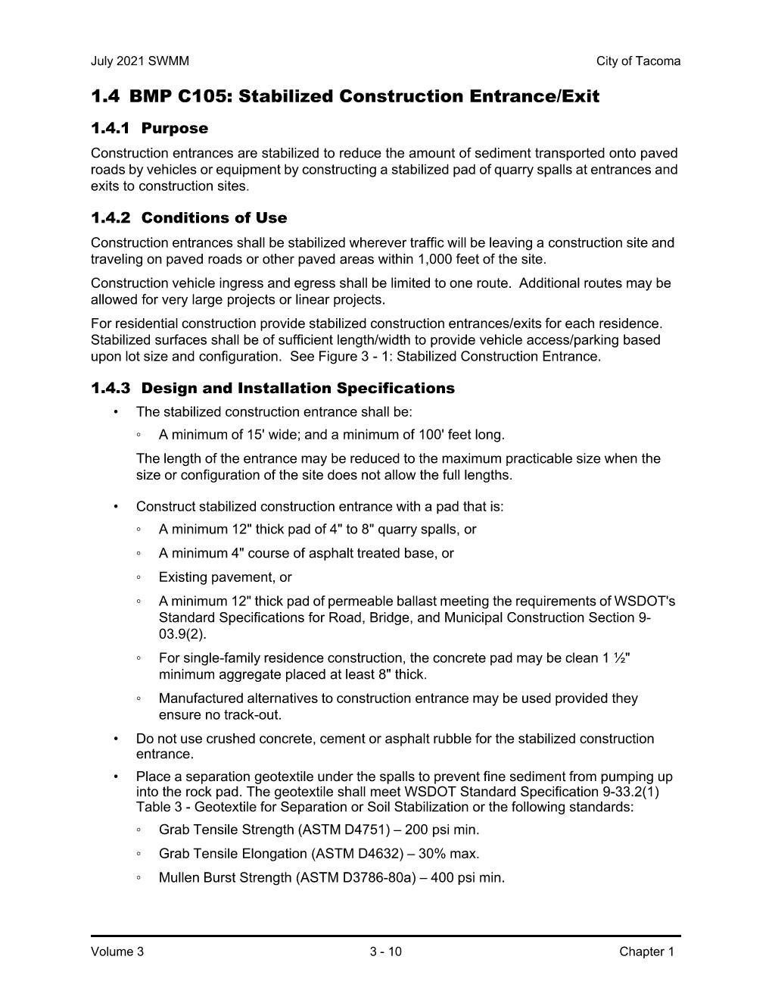 July 2021 SWMM
City of Tacoma
1.4 BMP C105: Stabilized Construction Entrance/Exit
1.4.1 Purpose
Construction entrances are stabilized to reduce the amount of sediment transported onto paved
roads by vehicles or equipment by constructing a stabilized pad of quarry spalls at entrances and
exits to construction sites.
1.4.2 Conditions of Use
Construction entrances shall be stabilized wherever traffic will be leaving a construction site and
traveling on paved roads or other paved areas within 1,000 feet of the site.
Construction vehicle ingress and egress shall be limited to one route. Additional routes may be
allowed for very large projects or linear projects.
For residential construction provide stabilized construction entrances/exits for each residence.
Stabilized surfaces shall be of sufficient length/width to provide vehicle access/parking based
upon lot size and configuration. See Figure 3 - 1: Stabilized Construction Entrance.
1.4.3 Design and Installation Specifications
• The stabilized construction entrance shall be:
◦ A minimum of 15' wide; and a minimum of 100' feet long.
The length of the entrance may be reduced to the maximum practicable size when the
size or configuration of the site does not allow the full lengths.
• Construct stabilized construction entrance with a pad that is:
◦ A minimum 12" thick pad of 4" to 8" quarry spalls, or
◦ A minimum 4" course of asphalt treated base, or
◦ Existing pavement, or
◦ A minimum 12" thick pad of permeable ballast meeting the requirements of WSDOT's
Standard Specifications for Road, Bridge, and Municipal Construction Section 9-
03.9(2).
◦ For single-family residence construction, the concrete pad may be clean 1 ½"
minimum aggregate placed at least 8" thick.
◦ Manufactured alternatives to construction entrance may be used provided they
ensure no track-out.
• Do not use crushed concrete, cement or asphalt rubble for the stabilized construction
entrance.
• Place a separation geotextile under the spalls to prevent fine sediment from pumping up
into the rock pad. The geotextile shall meet WSDOT Standard Specification 9-33.2(1)
Table 3 - Geotextile for Separation or Soil Stabilization or the following standards:
◦ Grab Tensile Strength (ASTM D4751) – 200 psi min.
◦ Grab Tensile Elongation (ASTM D4632) – 30% max.
◦ Mullen Burst Strength (ASTM D3786-80a) – 400 psi min.
Volume 3
3 - 10
Chapter 1